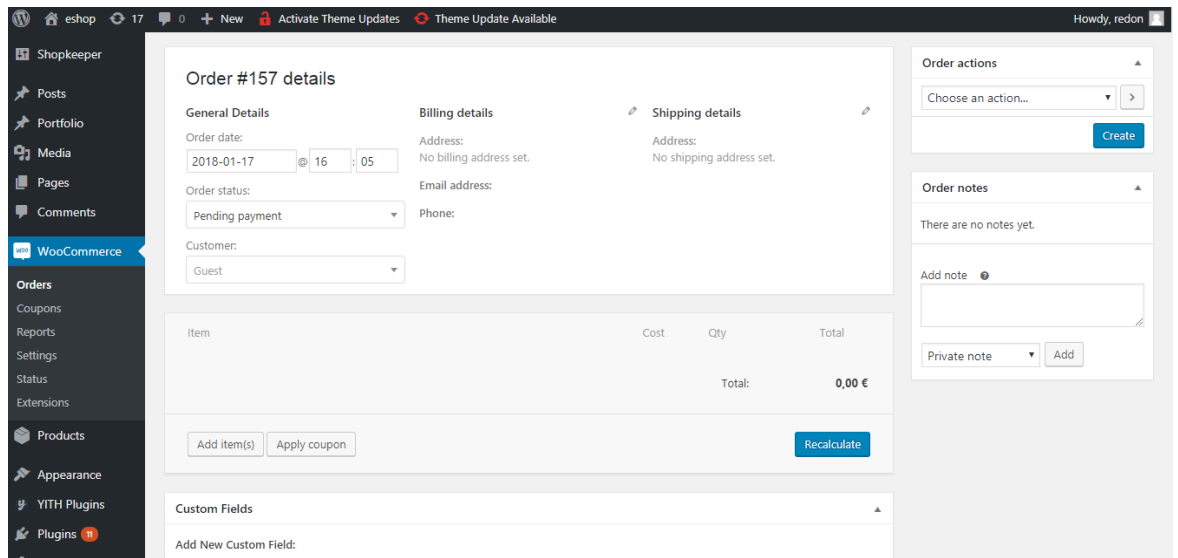 eshop 17 0 + New Activate Theme Updates Theme Update Available Howdy, redon
Shopkeeper
Posts
Portfolio
Media
Pages
Comments
WooCommerce
Orders
Coupons
Reports
Settings
Status
Extensions
Products
Appearance
YITH Plugins
Plugins 11
Order #157 details
General Details
Order date:
2018-01-17 @ 16 : 05
Order status:
Pending payment
Customer:
Guest
Billing details
Address:
No billing address set.
Email address:
Phone:
Shipping details
Address:
No shipping address set.
Item Cost Qty Total
Total: 0,00 €
Add item(s) Apply coupon Recalculate
Custom Fields
Add New Custom Field:
Order actions
Choose an action... >
Create
Order notes
There are no notes yet.
Add note ?
Private note Add